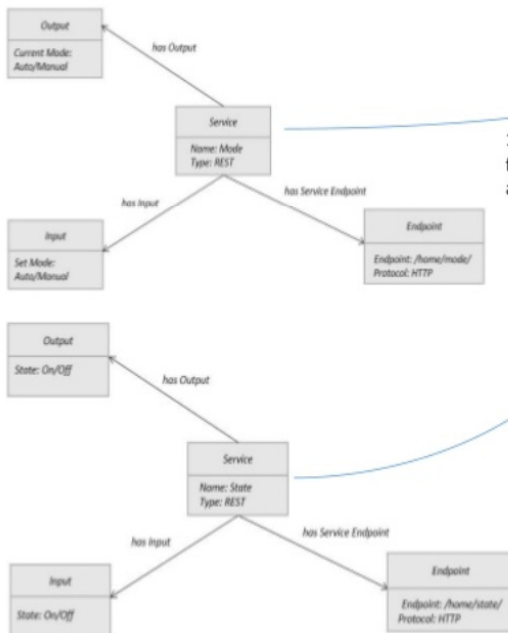 Output
Current Mode:
Auto/Manual
has Output
Service
Name: Mode
Type: REST
has Input
has Service Endpoint
Input
Set Mode:
Auto/Manual
Endpoint
Endpoint: /home/mode/
Protocol: HTTP
Output
State: On/Off
has Output
Service
Name: State
Type: REST
has Input
has Service Endpoint
Input
State: On/Off
Endpoint
Endpoint: /home/state/
Protocol: HTTP